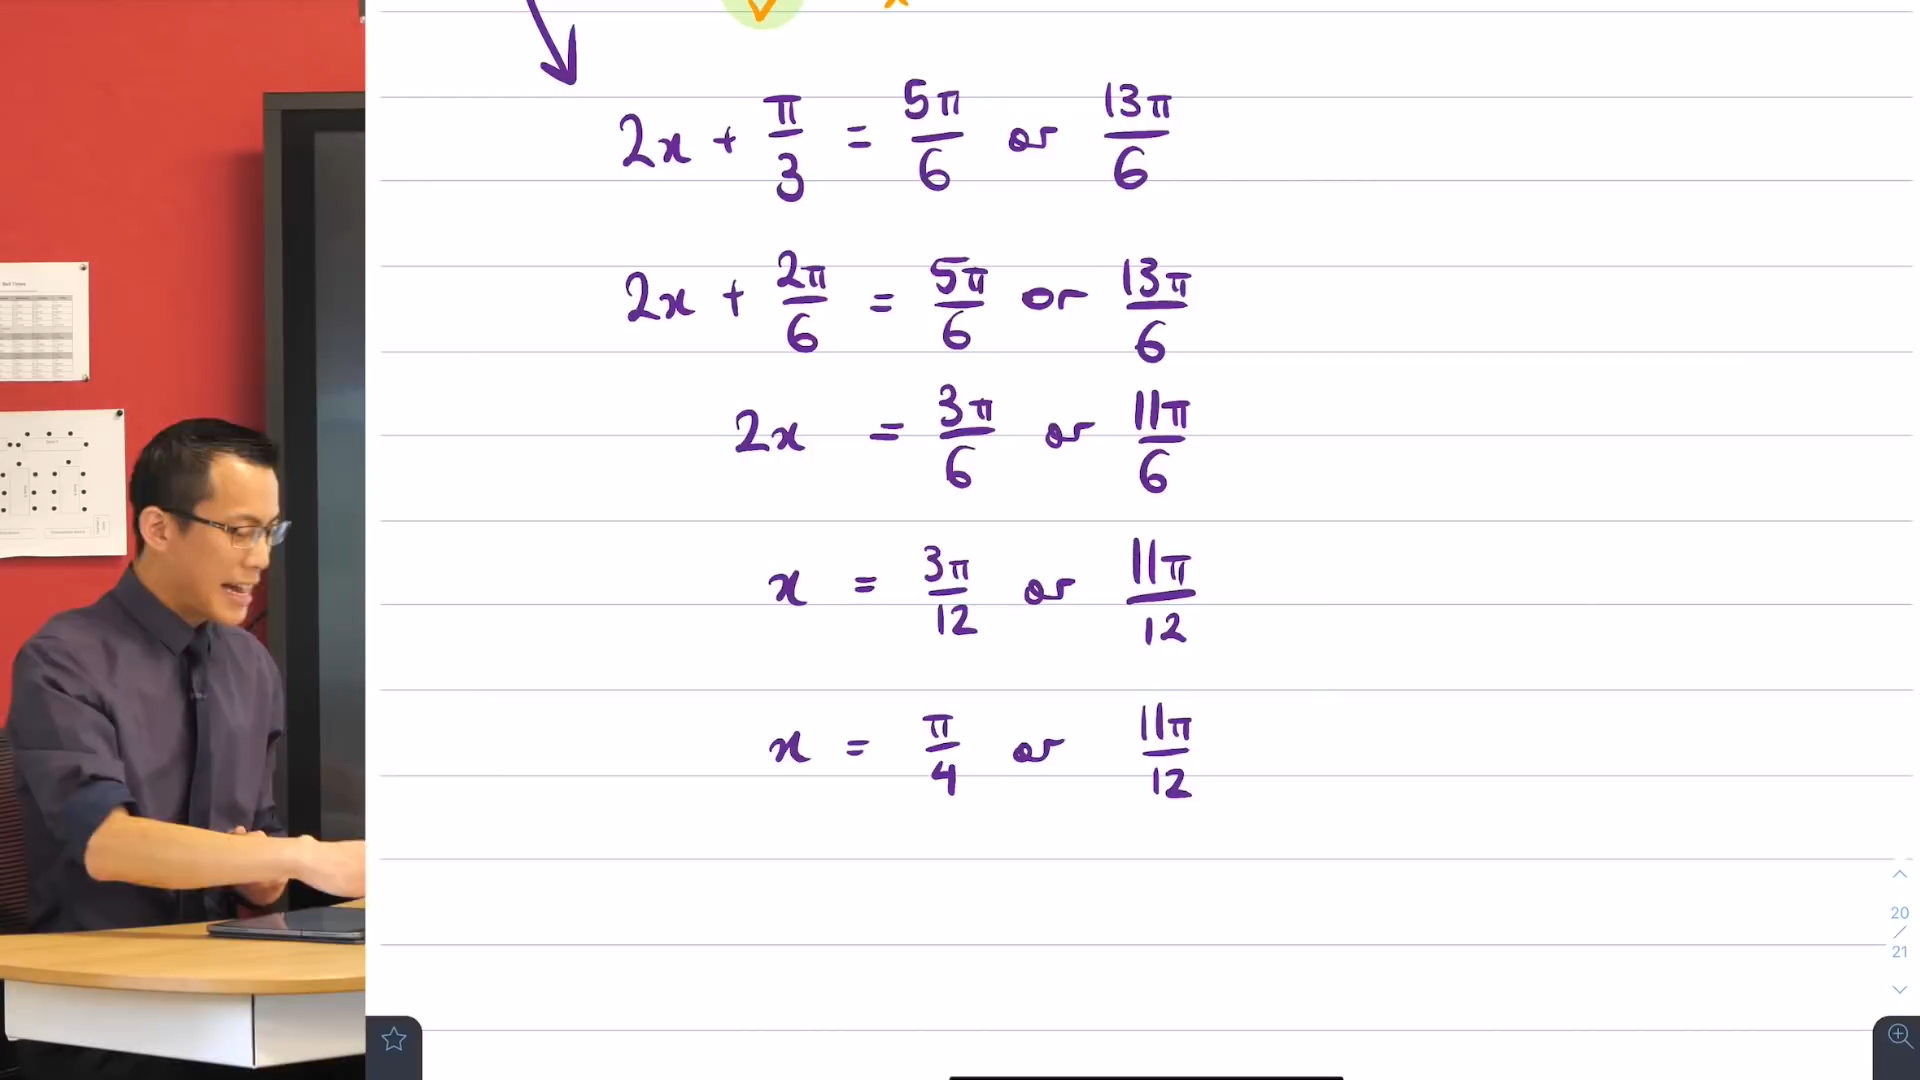 2x + π/3 = 5π/6 or 13π/6
2x + 2π/6 = 5π/6 or 13π/6
2x = 3π/6 or 11π/6
x = 3π/12 or 11π/12
x = π/4 or 11π/12
20
/
21